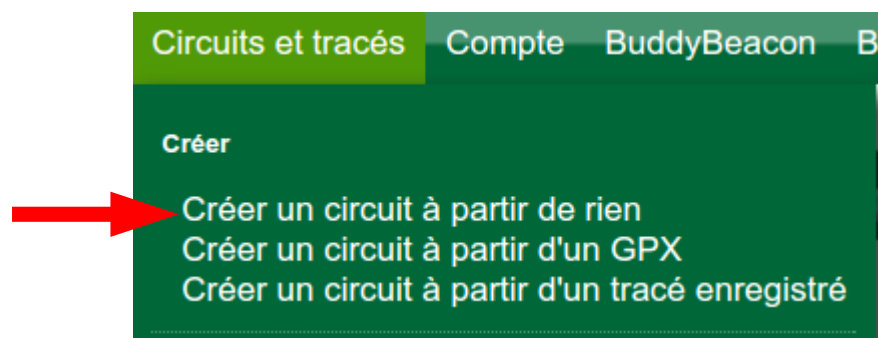 Circuits et tracés Compte BuddyBeacon B
Créer
Créer un circuit à partir de rien
Créer un circuit à partir d'un GPX
Créer un circuit à partir d'un tracé enregistré